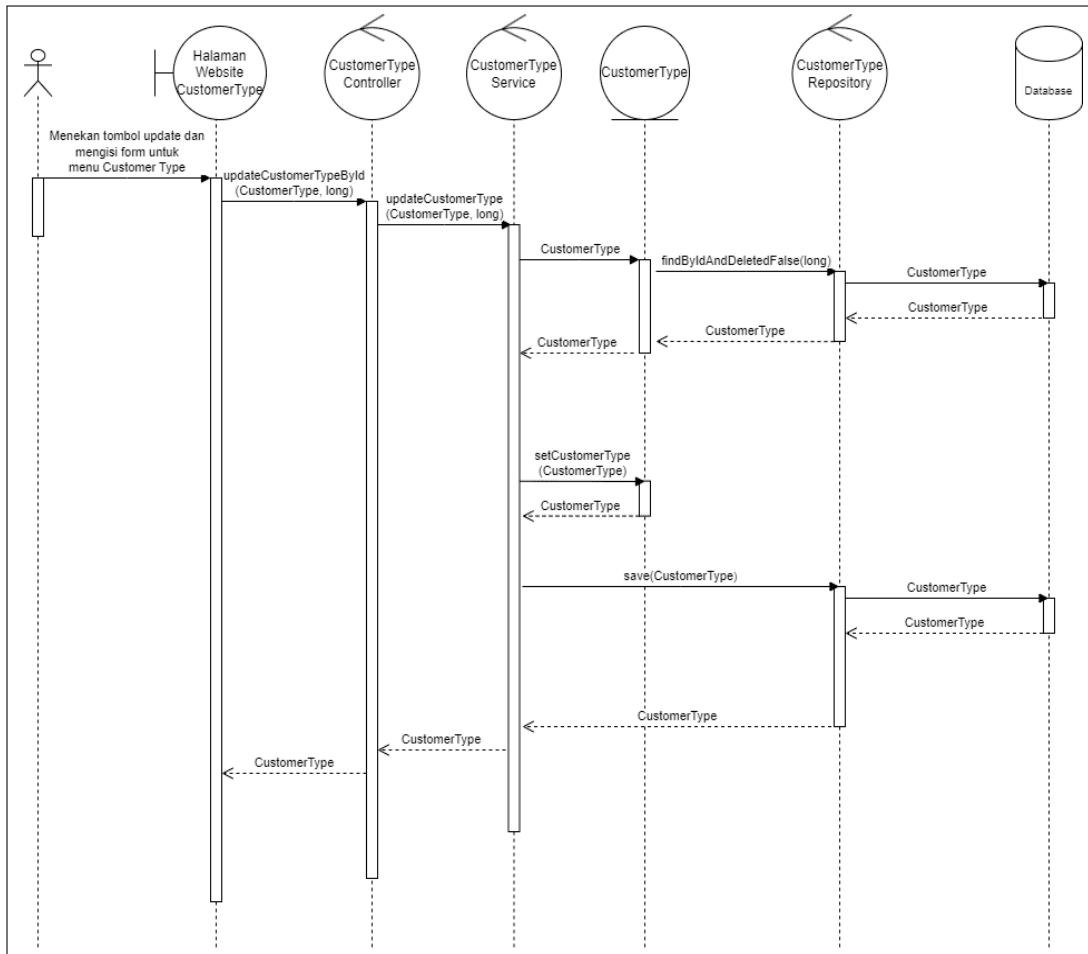 Halaman
Website
CustomerType
CustomerType
Controller
CustomerType
Service
CustomerType
CustomerType
Repository
Database
Menekan tombol update dan
mengisi form untuk
menu Customer Type
updateCustomerTypeById
(CustomerType, long)
updateCustomerType
(CustomerType, long)
CustomerType
findByIdAndDeletedFalse(long)
CustomerType
CustomerType
CustomerType
CustomerType
setCustomerType
(CustomerType)
CustomerType
save(CustomerType)
CustomerType
CustomerType
CustomerType
CustomerType
CustomerType